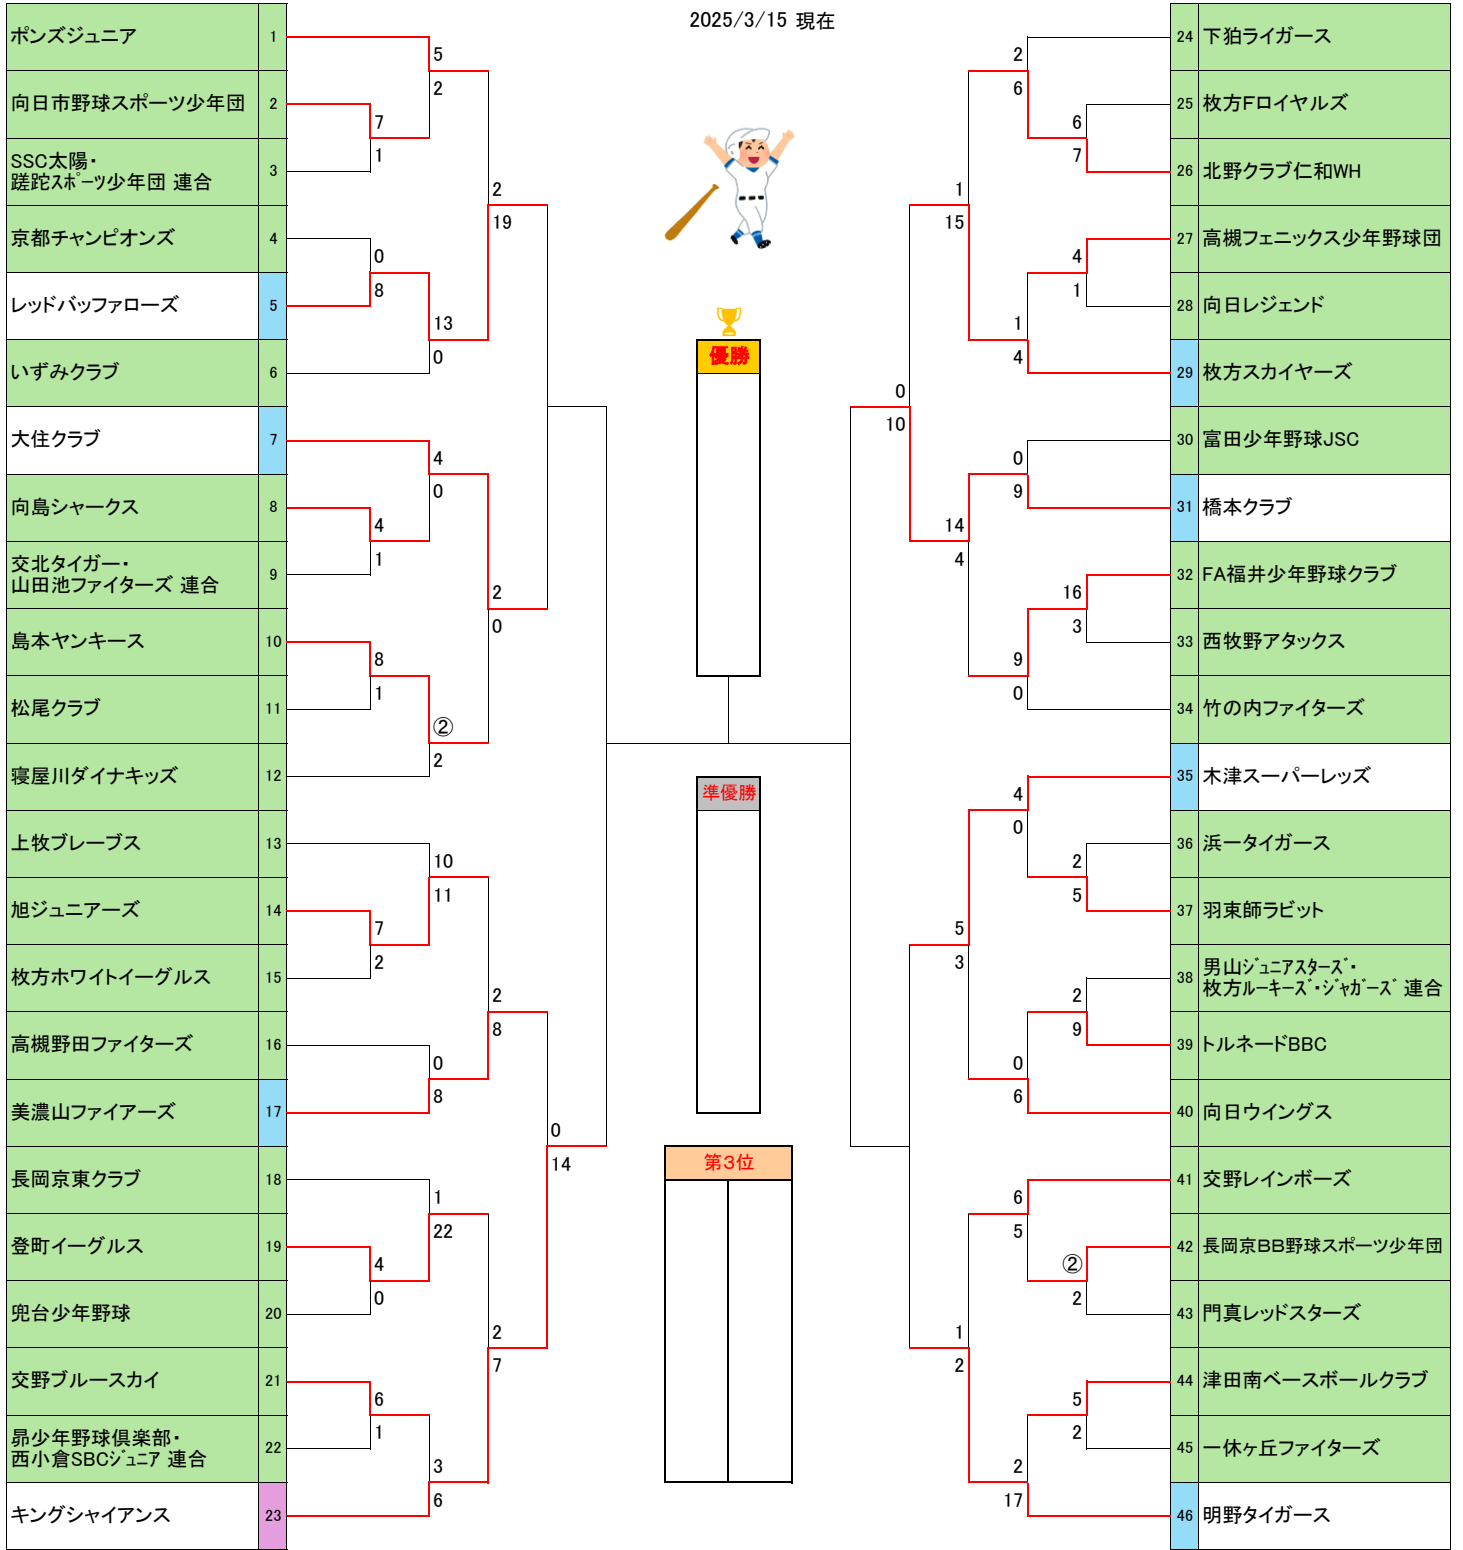 2025/3/15 現在
ポンズジュニア 1
5
2
向日市野球スポーツ少年団 2
7
1
SSC太陽・
蹉跎スポーツ少年団 連合 3
2
19
京都チャンピオンズ 4
0
8
レッドバッファローズ 5
13
0
いずみクラブ 6
大住クラブ 7
4
0
向島シャークス 8
4
1
交北タイガー・
山田池ファイターズ 連合 9
2
0
島本ヤンキース 10
8
1
松尾クラブ 11
②
2
寝屋川ダイナキッズ 12
上牧ブレーブス 13
10
11
旭ジュニアーズ 14
7
2
枚方ホワイトイーグルス 15
2
8
高槻野田ファイターズ 16
0
8
美濃山ファイアーズ 17
0
14
長岡京東クラブ 18
1
22
登町イーグルス 19
4
0
兜台少年野球 20
2
7
交野ブルースカイ 21
6
1
昴少年野球倶楽部・
西小倉SBCジュニア 連合 22
3
6
キングシャイアンス 23
優勝
準優勝
第3位
24 下狛ライガース
2
6
25 枚方Fロイヤルズ
6
7
26 北野クラブ仁和WH
1
15
27 高槻フェニックス少年野球団
4
1
28 向日レジェンド
1
4
29 枚方スカイヤーズ
0
10
30 富田少年野球JSC
0
9
31 橋本クラブ
14
4
32 FA福井少年野球クラブ
16
3
33 西牧野アタックス
9
0
34 竹の内ファイターズ
35 木津スーパーレッズ
4
0
36 浜一タイガース
2
5
37 羽束師ラビット
5
3
38 男山ジュニアスターズ・
枚方ルーキーズ・ジャガーズ 連合
2
9
39 トルネードBBC
0
6
40 向日ウイングス
41 交野レインボーズ
6
5
42 長岡京BB野球スポーツ少年団
②
2
43 門真レッドスターズ
1
2
44 津田南ベースボールクラブ
5
2
45 一休ヶ丘ファイターズ
2
17
46 明野タイガース